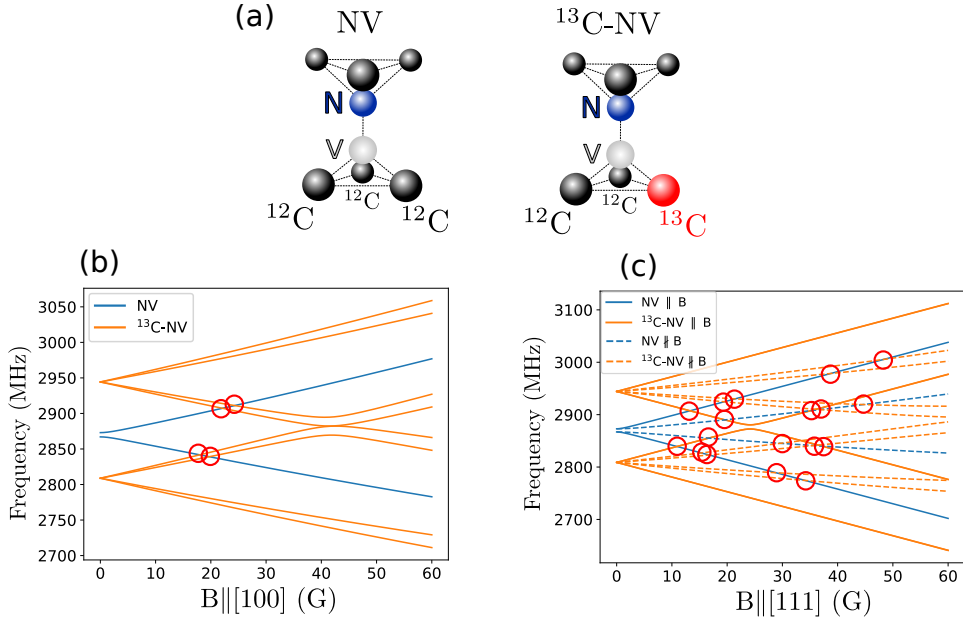 (a)
NV
¹³C-NV
N
N
V
V
¹²C
¹²C
¹²C
¹²C
¹²C
¹³C
(b)
(c)
NV
¹³C-NV
3050
3000
2950
2900
2850
2800
2750
2700
Frequency (MHz)
0 10 20 30 40 50 60
B∥[100] (G)
NV ∥ B
¹³C-NV ∥ B
NV ∦ B
¹³C-NV ∦ B
3100
3000
2900
2800
2700
Frequency (MHz)
0 10 20 30 40 50 60
B∥[111] (G)